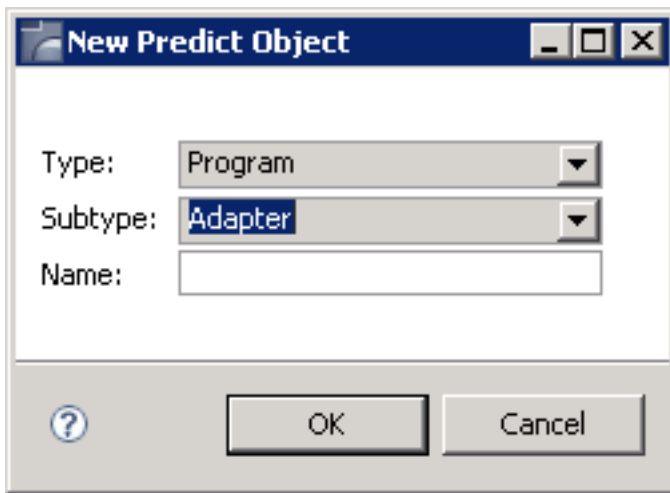 New Predict Object
Type: Program
Subtype: Adapter
Name:
? OK Cancel